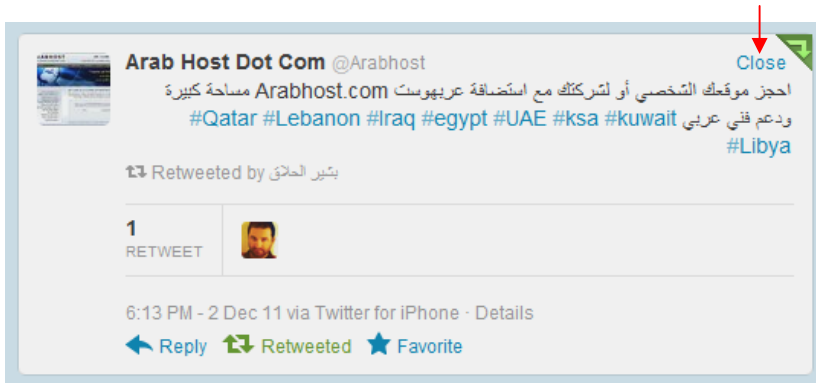 Arab Host Dot Com @Arabhost Close
احجز موقعك الشخصي أو لشركتك مع استضافة عربهوست Arabhost.com مساحة كبيرة
ودعم فني عربي #Qatar #Lebanon #Iraq #egypt #UAE #ksa #kuwait
#Libya
Retweeted by بشير الحلاق
1
RETWEET
6:13 PM - 2 Dec 11 via Twitter for iPhone · Details
Reply Retweeted Favorite